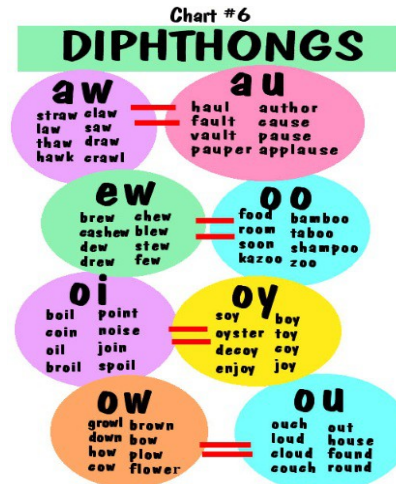 Chart #6
DIPHTHONGS
aw
straw claw
law saw
thaw draw
hawk crawl
au
haul author
fault cause
vault pause
pauper applause
ew
brew chew
cashew blew
dew stew
drew few
oo
food bamboo
room taboo
soon shampoo
kazoo zoo
oi
boil point
coin noise
oil join
broil spoil
oy
soy boy
oyster toy
decoy coy
enjoy joy
ow
growl brown
down bow
how plow
cow flower
ou
ouch out
loud house
cloud found
couch round